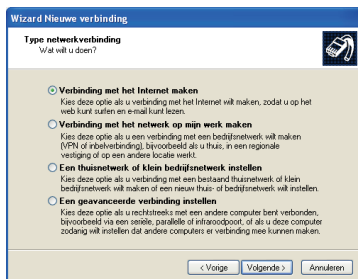 Wizard Nieuwe verbinding
Type netwerkverbinding
Wat wilt u doen?
Verbinding met het Internet maken
Kies deze optie als u verbinding met het Internet wilt maken, zodat u op het
web kunt surfen en e-mail kunt lezen.
Verbinding met het netwerk op mijn werk maken
Kies deze optie als u een verbinding met een bedrijfsnetwerk wilt maken
(VPN of inbelverbinding), bijvoorbeeld als u thuis, in een regionale
vestiging of op een andere locatie werkt.
Een thuisnetwerk of klein bedrijfsnetwerk instellen
Kies deze optie als u verbinding met een bestaand thuisnetwerk of klein
bedrijfsnetwerk wilt maken of een nieuw thuis- of bedrijfsnetwerk wilt instellen.
Een geavanceerde verbinding instellen
Kies deze optie als u rechtstreeks met een andere computer bent verbonden,
bijvoorbeeld via een seriële, parallelle of infraroodpoort, of als u deze computer
zodanig wilt instellen dat andere computers er verbinding mee kunnen maken.
< Vorige Volgende > Annuleren